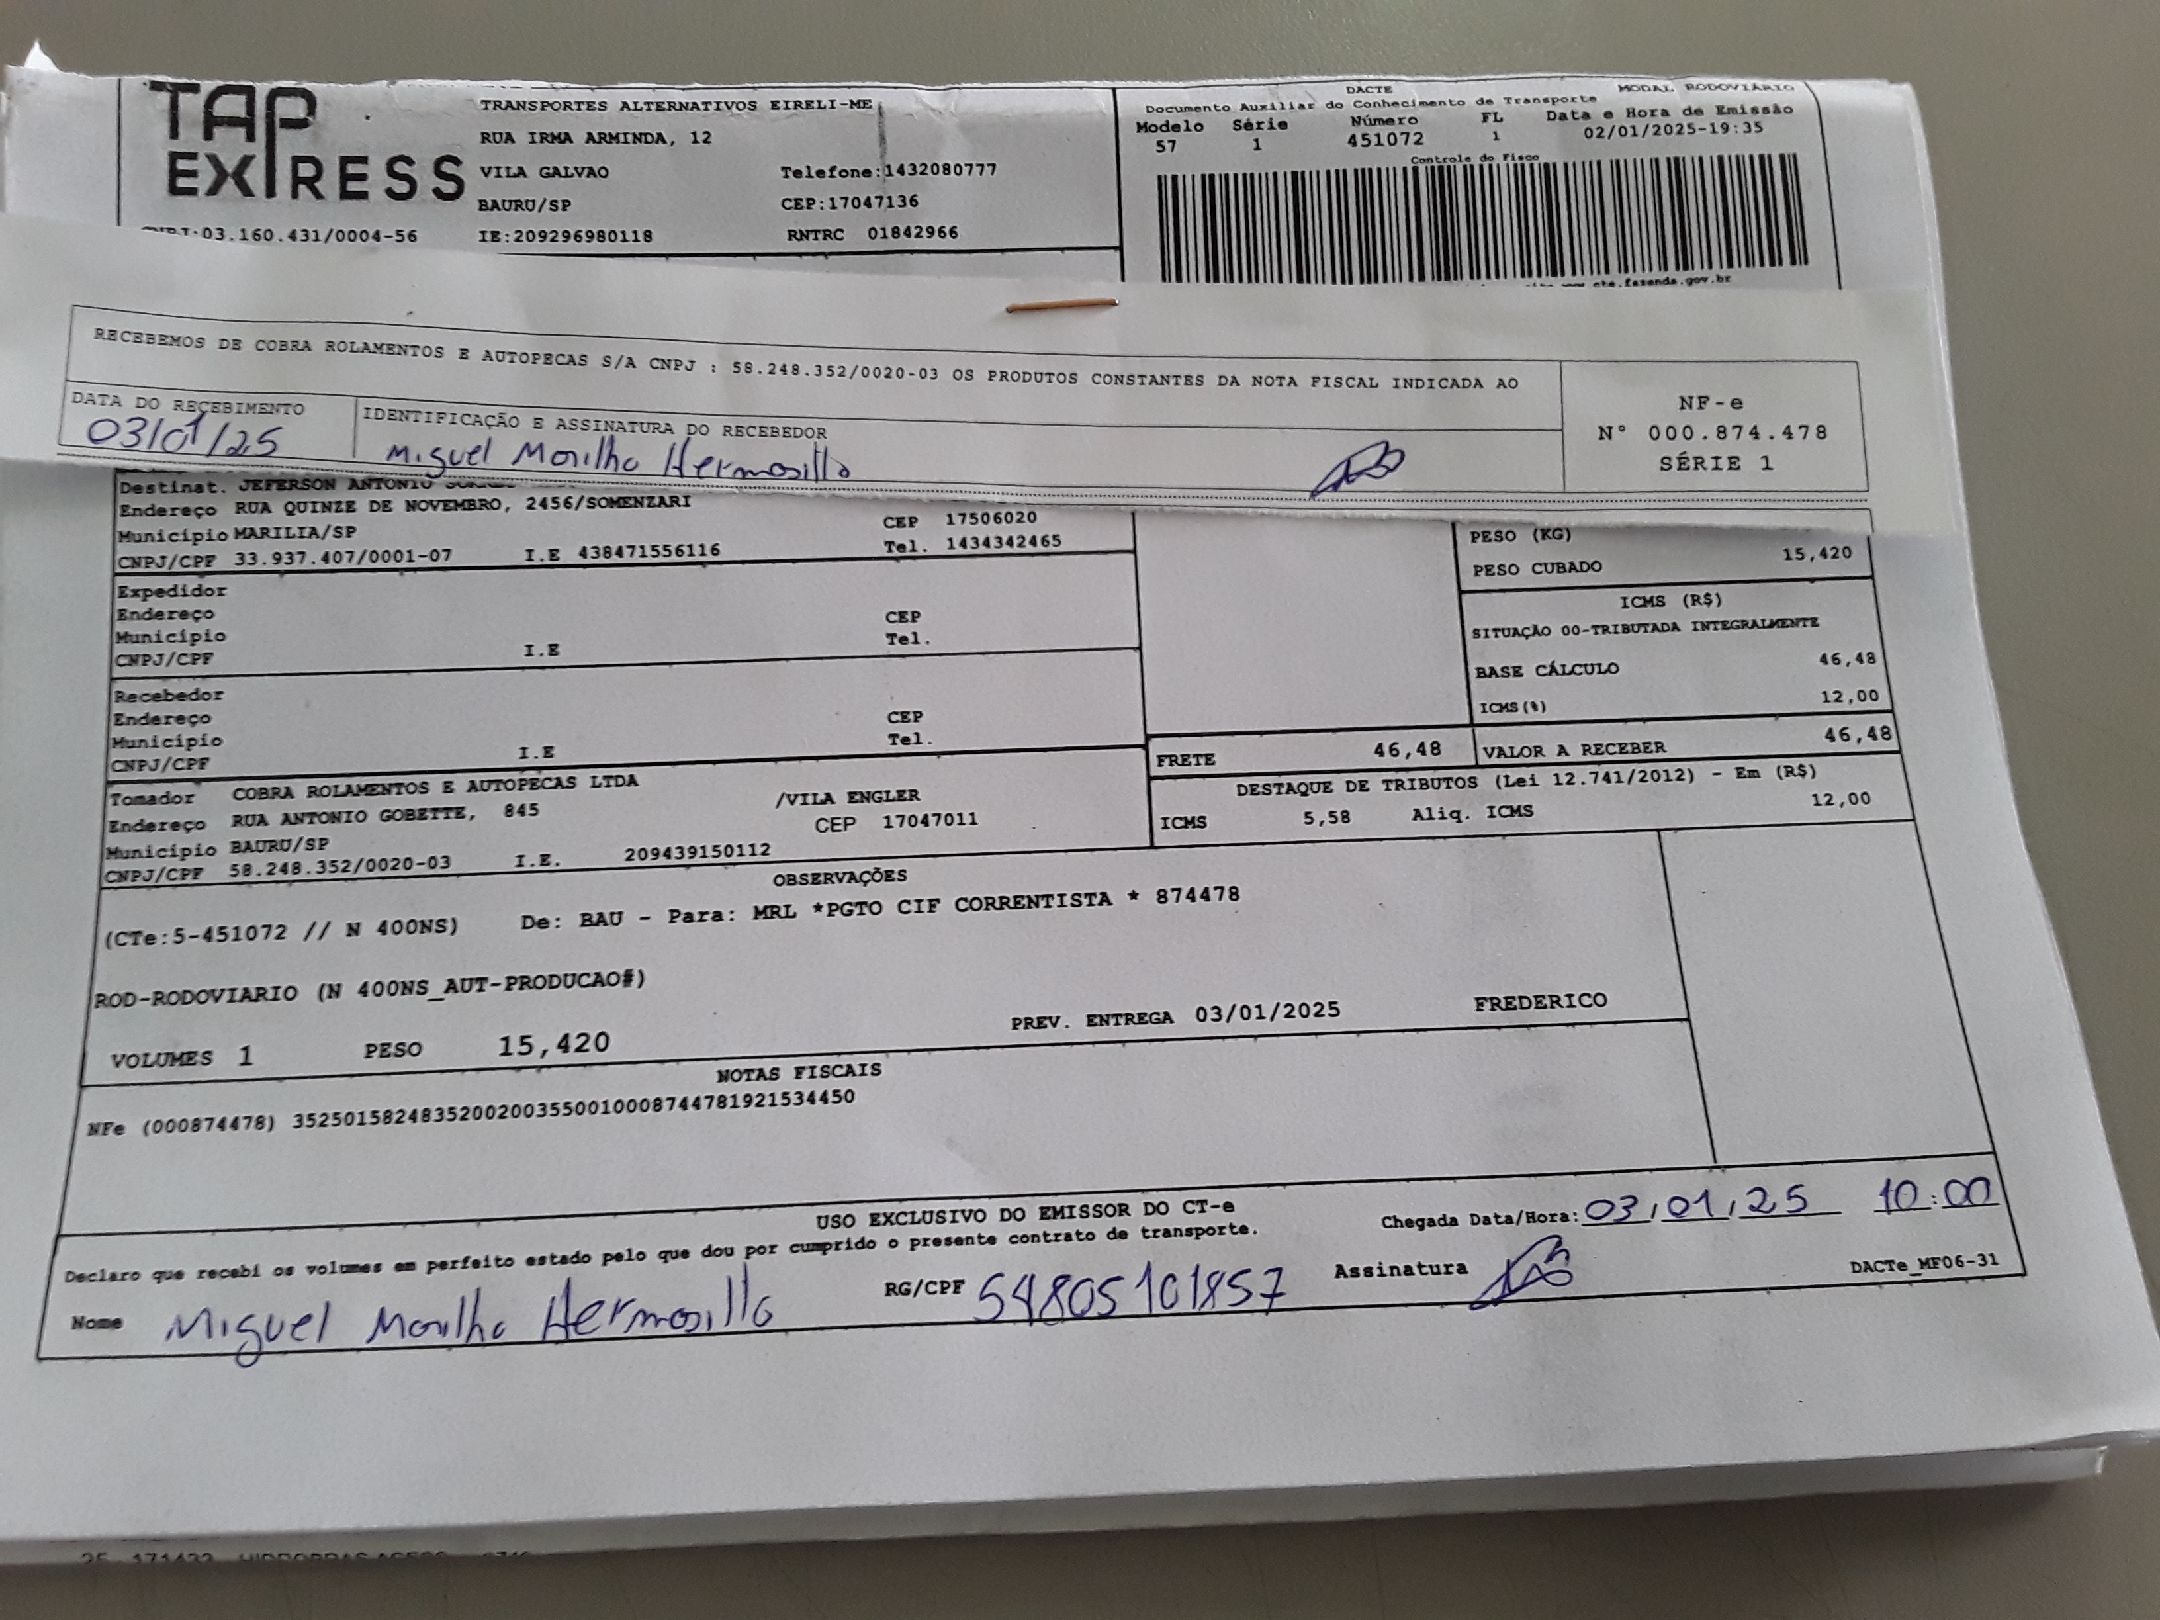 TAP EXPRESS
TRANSPORTES ALTERNATIVOS EIRELI-ME
RUA IRMA ARMINDA, 12
VILA GALVAO Telefone:1432080777
BAURU/SP CEP:17047136
CNPJ:03.160.431/0004-56 IE:209296980118 RNTRC 01842966
DACTE MODAL RODOVIÁRIO
Documento Auxiliar do Conhecimento de Transporte
Modelo Série Número FL Data e Hora de Emissão
57 1 451072 1 02/01/2025-19:35
Controle do Fisco
cte.fazenda.gov.br
RECEBEMOS DE COBRA ROLAMENTOS E AUTOPECAS S/A CNPJ : 58.248.352/0020-03 OS PRODUTOS CONSTANTES DA NOTA FISCAL INDICADA AO
DATA DO RECEBIMENTO
03/01/25
IDENTIFICAÇÃO E ASSINATURA DO RECEBEDOR
Miguel Morilho Hermosillo
NF-e
N° 000.874.478
SÉRIE 1
Destinat. JEFERSON ANTONIO
Endereço RUA QUINZE DE NOVEMBRO, 2456/SOMENZARI
Município MARILIA/SP CEP 17506020
CNPJ/CPF 33.937.407/0001-07 I.E 438471556116 Tel. 1434342465
Expedidor
Endereço CEP
Município Tel.
CNPJ/CPF I.E
Recebedor
Endereço CEP
Município Tel.
CNPJ/CPF I.E
Tomador COBRA ROLAMENTOS E AUTOPECAS LTDA
Endereço RUA ANTONIO GOBETTE, 845 /VILA ENGLER
Município BAURU/SP CEP 17047011
CNPJ/CPF 58.248.352/0020-03 I.E. 209439150112
PESO (KG) 15,420
PESO CUBADO
ICMS (R$)
SITUAÇÃO 00-TRIBUTADA INTEGRALMENTE
BASE CÁLCULO 46,48
ICMS(%) 12,00
FRETE 46,48 VALOR A RECEBER 46,48
DESTAQUE DE TRIBUTOS (Lei 12.741/2012) - Em (R$)
ICMS 5,58 Aliq. ICMS 12,00
OBSERVAÇÕES
(CTe:5-451072 // N 400NS) De: BAU - Para: MRL *PGTO CIF CORRENTISTA * 874478
ROD-RODOVIARIO (N 400NS_AUT-PRODUCAO#)
VOLUMES 1 PESO 15,420 PREV. ENTREGA 03/01/2025 FREDERICO
NOTAS FISCAIS
NFe (000874478) 35250158248352002003550010008744781921534450
USO EXCLUSIVO DO EMISSOR DO CT-e
Declaro que recebi os volumes em perfeito estado pelo que dou por cumprido o presente contrato de transporte.
Chegada Data/Hora: 03/01/25 10:00
Nome Miguel Morilho Hermosillo RG/CPF 54805101857 Assinatura
DACTe_MF06-31